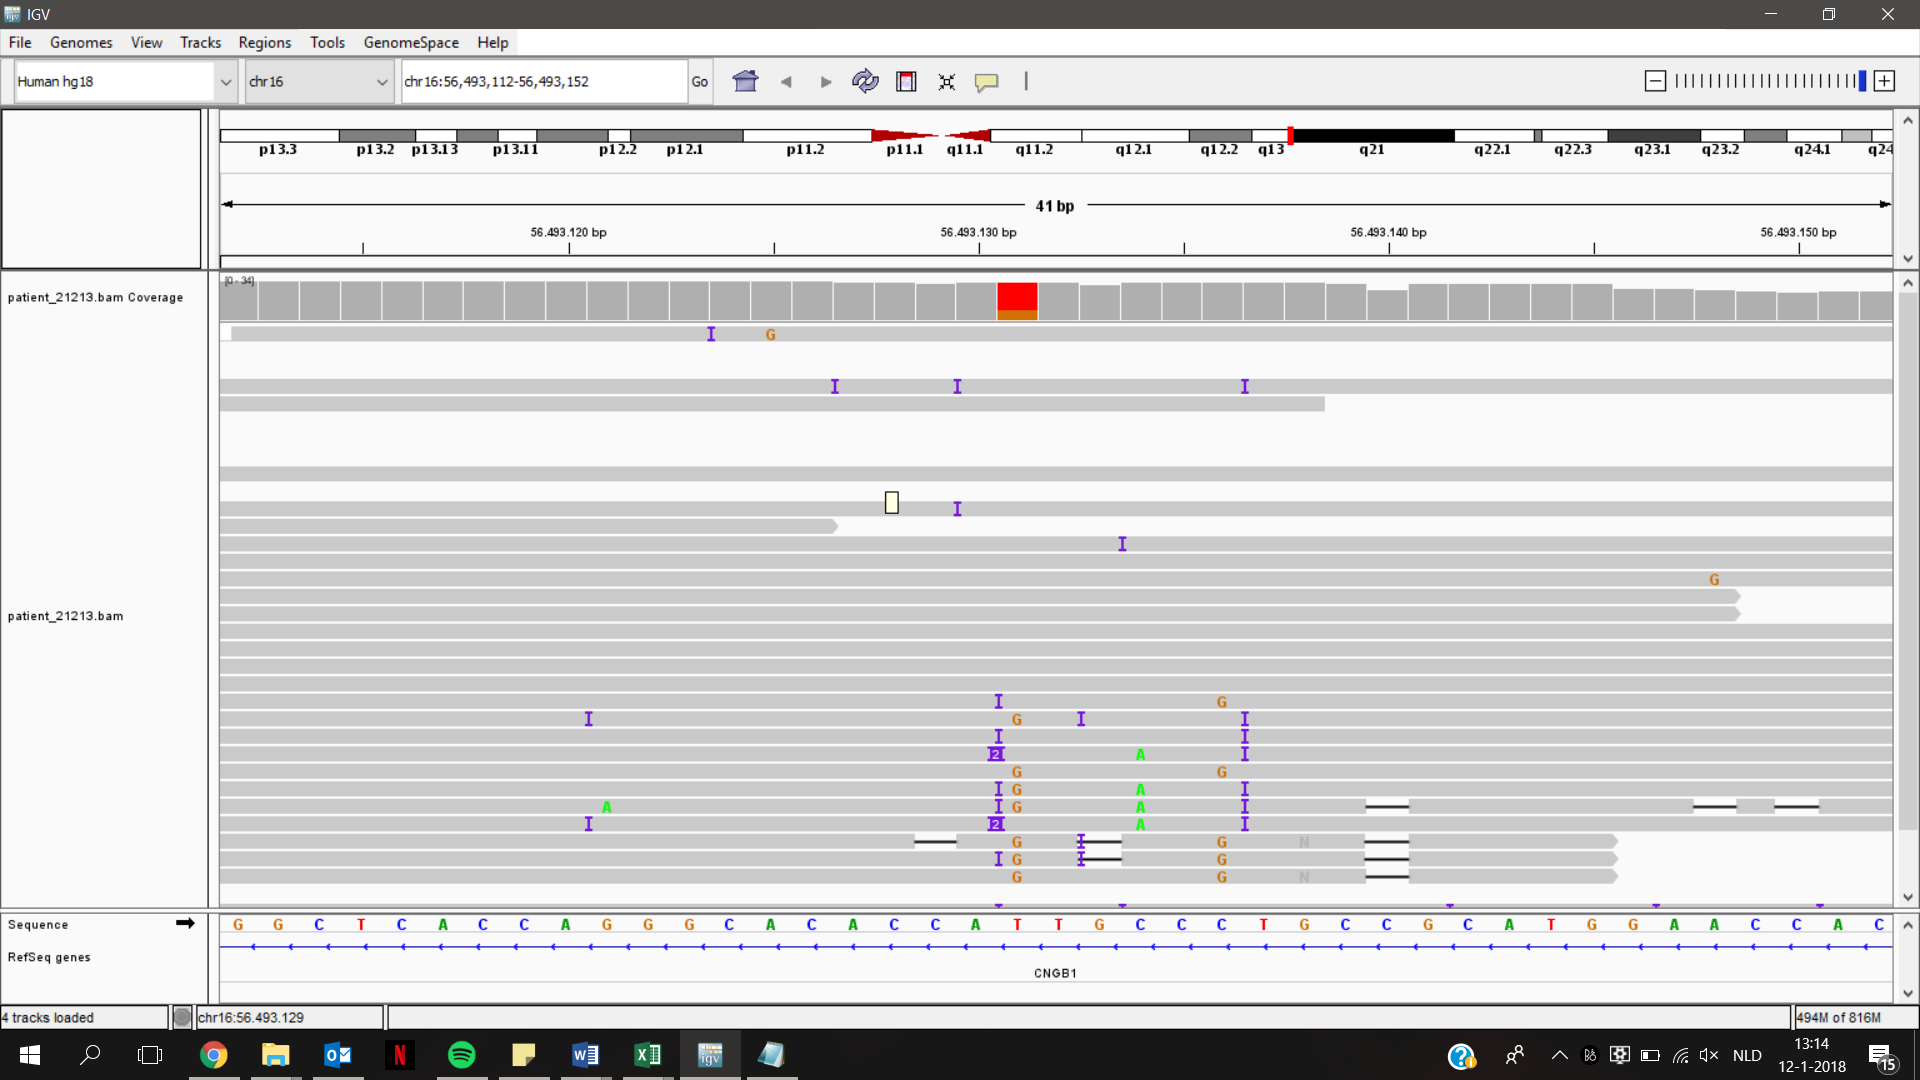 IGV
File Genomes View Tracks Regions Tools GenomeSpace Help
Human hg18 chr16 chr16:56,493,112-56,493,152 Go
p13.3 p13.2 p13.13 p13.11 p12.2 p12.1 p11.2 p11.1 q11.1 q11.2 q12.1 q12.2 q13 q21 q22.1 q22.3 q23.1 q23.2 q24.1 q24
41 bp
56.493.120 bp 56.493.130 bp 56.493.140 bp 56.493.150 bp
[0 - 34]
patient_21213.bam Coverage
I G
I I I
I
I
G
patient_21213.bam
I G
I G I I
I I
2 A I
G G
I G A I
A I G A I
I 2 A I
G I G N
I G I G
G G N
Sequence G G C T C A C C A G G G C A C A C C A T T G C C C T G C C G C A T G G A A C C A C
RefSeq genes
CNGB1
4 tracks loaded chr16:56.493.129 494M of 816M
13:14
NLD
12-1-2018
15